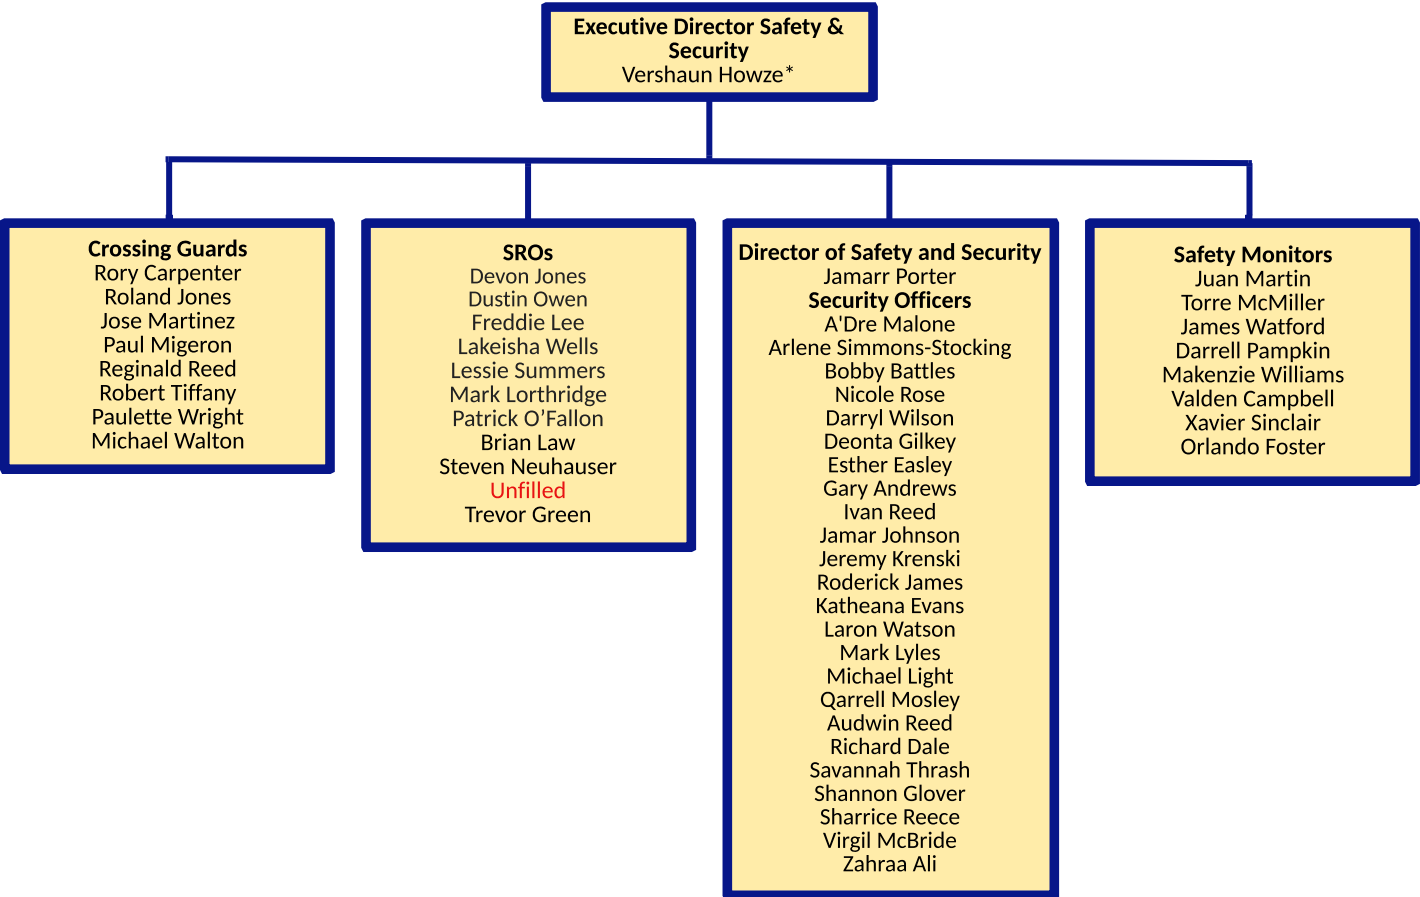 Executive Director Safety &
Security
Vershaun Howze*
Crossing Guards
Rory Carpenter
Roland Jones
Jose Martinez
Paul Migeron
Reginald Reed
Robert Tiffany
Paulette Wright
Michael Walton
SROs
Devon Jones
Dustin Owen
Freddie Lee
Lakeisha Wells
Lessie Summers
Mark Lorthridge
Patrick O’Fallon
Brian Law
Steven Neuhauser
Unfilled
Trevor Green
Director of Safety and Security
Jamarr Porter
Security Officers
A'Dre Malone
Arlene Simmons-Stocking
Bobby Battles
Nicole Rose
Darryl Wilson
Deonta Gilkey
Esther Easley
Gary Andrews
Ivan Reed
Jamar Johnson
Jeremy Krenski
Roderick James
Katheana Evans
Laron Watson
Mark Lyles
Michael Light
Qarrell Mosley
Audwin Reed
Richard Dale
Savannah Thrash
Shannon Glover
Sharrice Reece
Virgil McBride
Zahraa Ali
Safety Monitors
Juan Martin
Torre McMiller
James Watford
Darrell Pampkin
Makenzie Williams
Valden Campbell
Xavier Sinclair
Orlando Foster